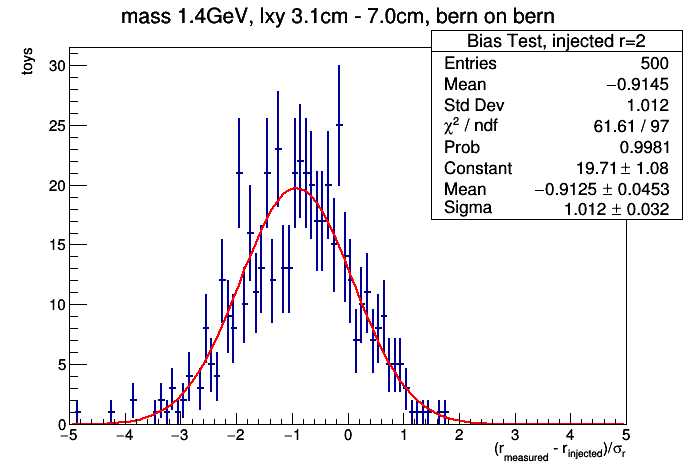 mass 1.4GeV, lxy 3.1cm - 7.0cm, bern on bern
toys
Bias Test, injected r=2
Entries 500
Mean −0.9145
Std Dev 1.012
χ² / ndf 61.61 / 97
Prob 0.9981
Constant 19.71 ± 1.08
Mean −0.9125 ± 0.0453
Sigma 1.012 ± 0.032
30
25
20
15
10
5
0
−5 −4 −3 −2 −1 0 1 2 3 4 5
(r_measured - r_injected)/σ_r